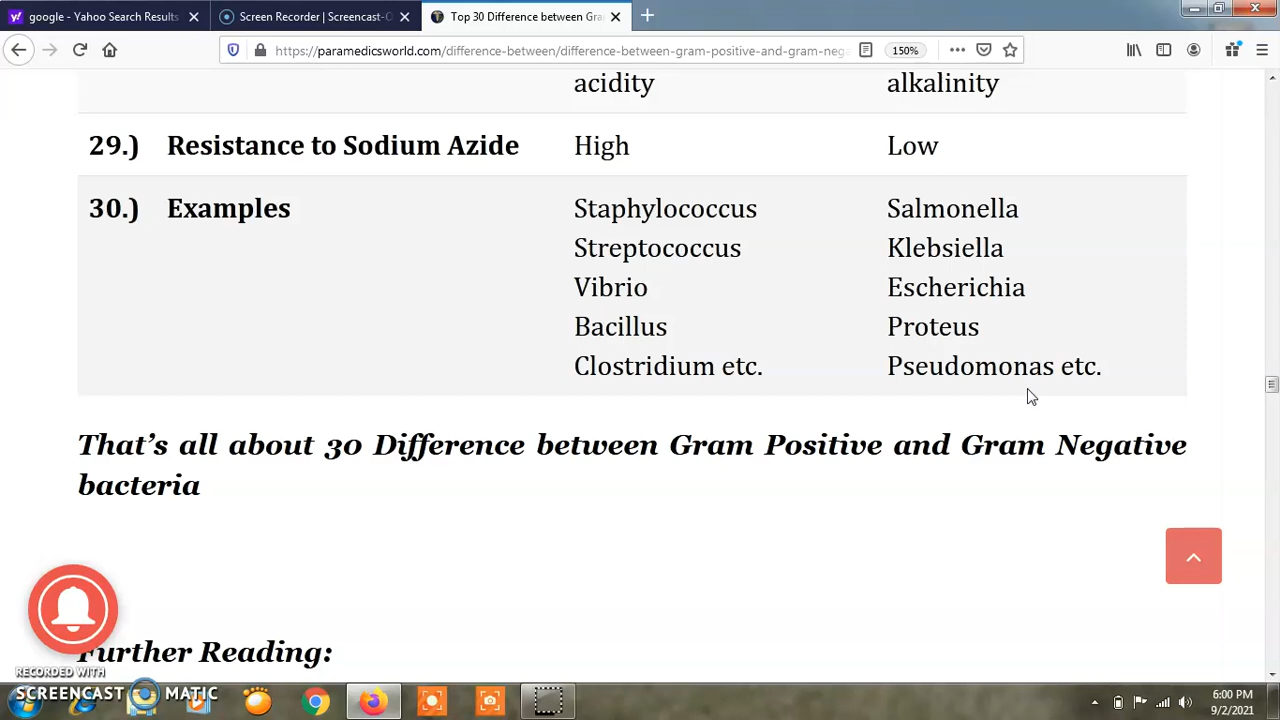 google - Yahoo Search Results
Screen Recorder | Screencast-O
Top 30 Difference between Gra
https://paramedicsworld.com/difference-between/difference-between-gram-positive-and-gram-neg
150%
acidity alkalinity
29.) Resistance to Sodium Azide High Low
30.) Examples Staphylococcus Salmonella
Streptococcus Klebsiella
Vibrio Escherichia
Bacillus Proteus
Clostridium etc. Pseudomonas etc.
That's all about 30 Difference between Gram Positive and Gram Negative
bacteria
Further Reading:
RECORDED WITH
SCREENCAST MATIC
6:00 PM
9/2/2021